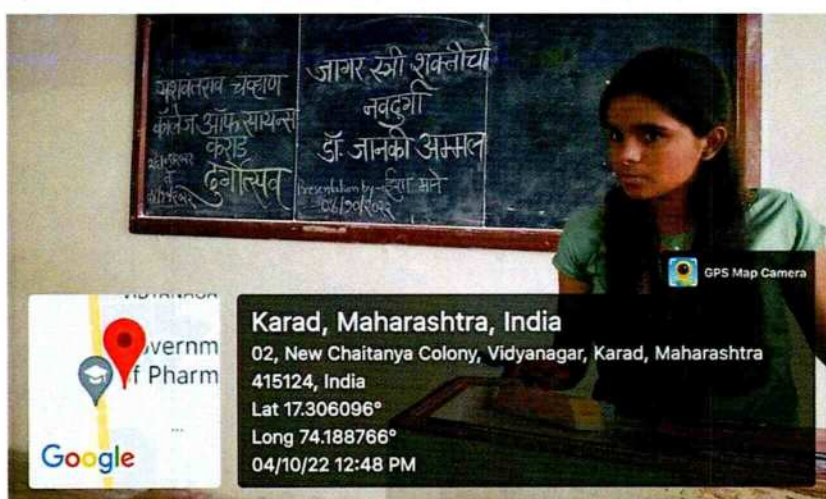 यशवंतराव चव्हाण
कॉलेज ऑफ सायन्स
कराड
दुर्गोत्सव
जागर स्त्री शक्तीचा
नवदुर्गा
डॉ. जानकी अम्मल
Presentation by - माने
GPS Map Camera
Karad, Maharashtra, India
02, New Chaitanya Colony, Vidyanagar, Karad, Maharashtra
415124, India
Lat 17.306096°
Long 74.188766°
04/10/22 12:48 PM
vernm
f Pharm
Google